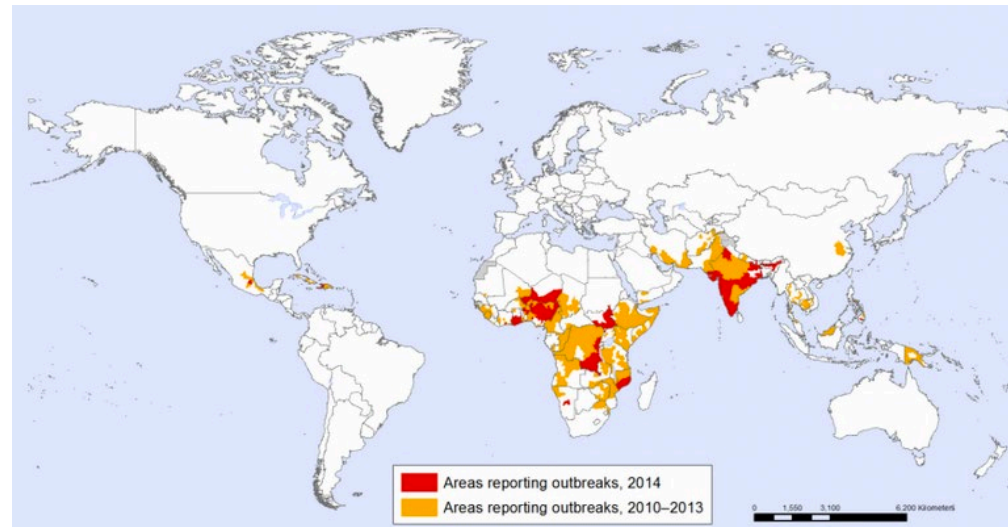 Areas reporting outbreaks, 2014
Areas reporting outbreaks, 2010–2013
0 1,550 3,100 6,200 Kilometers